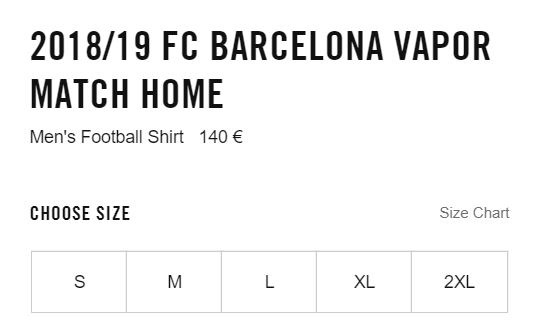 2018/19 FC BARCELONA VAPOR
MATCH HOME
Men's Football Shirt 140 €
CHOOSE SIZE Size Chart
S M L XL 2XL